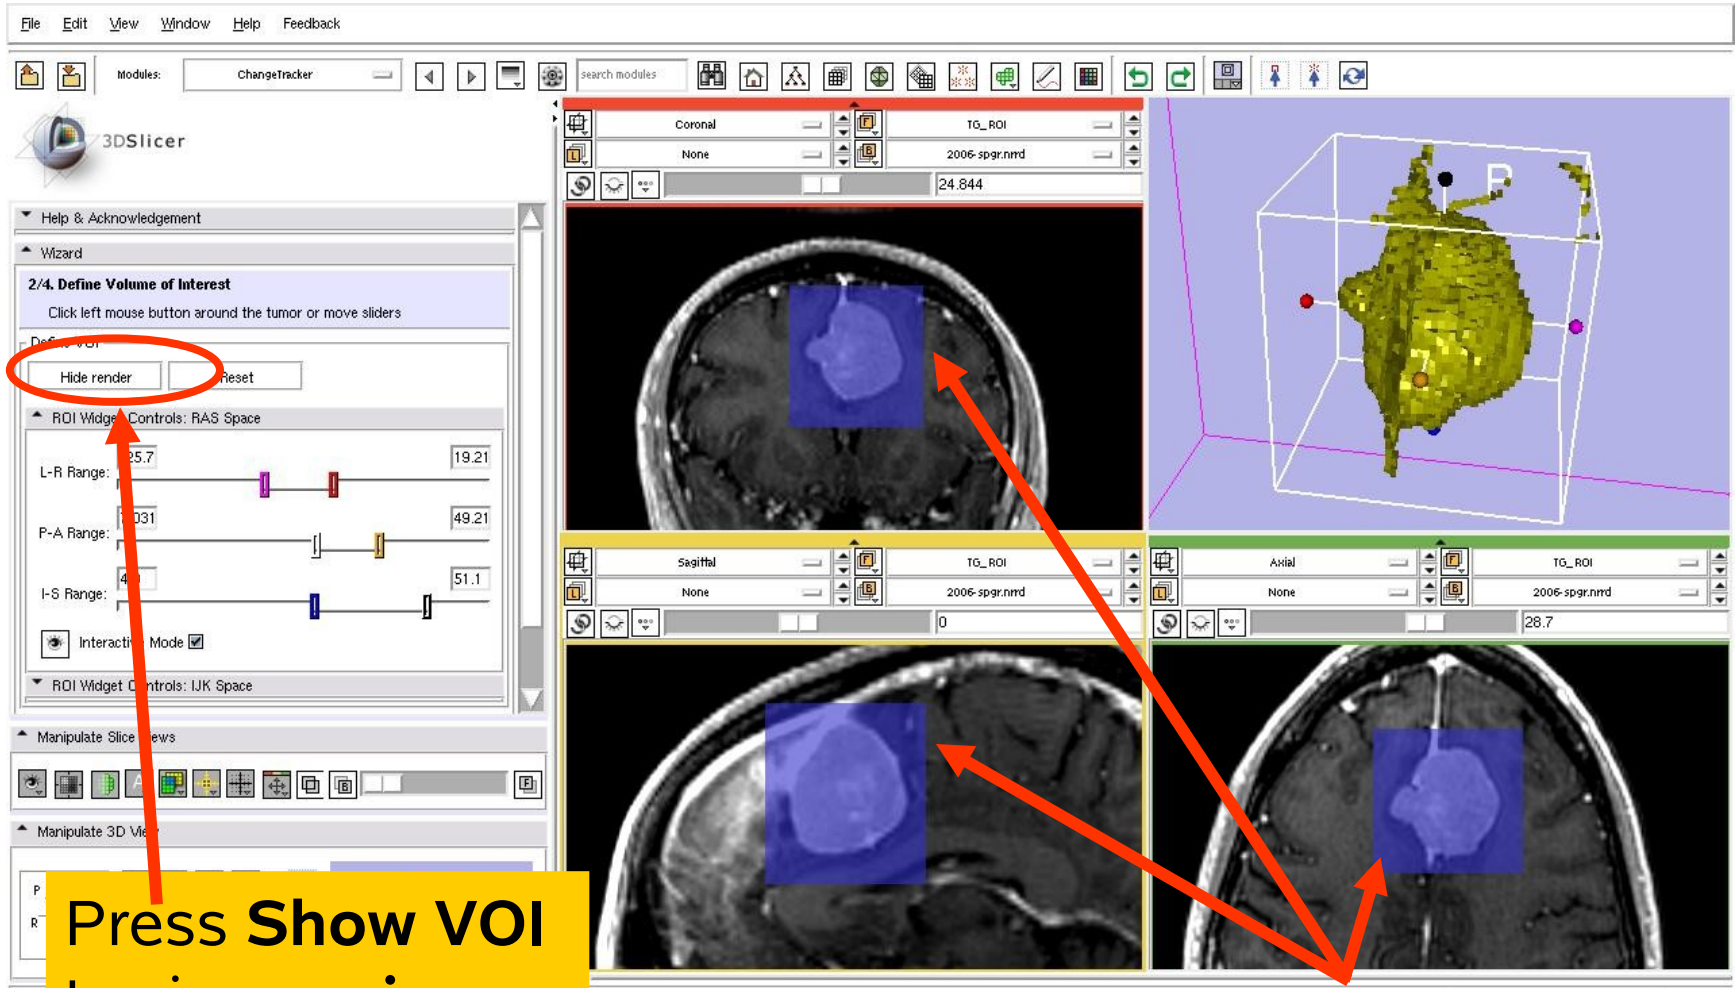 File Edit View Window Help Feedback
Modules: ChangeTracker search modules
3DSlicer
Help & Acknowledgement
Wizard
2/4. Define Volume of Interest
Click left mouse button around the tumor or move sliders
Hide render Reset
ROI Widget Controls: RAS Space
25.7 19.21
L-R Range:
49.21
P-A Range:
51.1
I-S Range:
Interactive Mode
ROI Widget Controls: IJK Space
Manipulate Slice Views
F
Manipulate 3D View
P
R
Press Show VOI
Coronal F TG_ROI
L None B 2006-spgr.nrrd
24.844
P
Sagittal F TG_ROI
L None B 2006-spgr.nrrd
0
Axial F TG_ROI
L None B 2006-spgr.nrrd
28.7